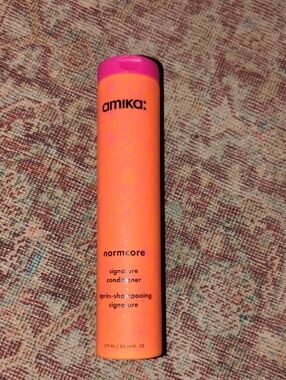 amika:
normcore
signature
conditioner
après-shampooing
signature